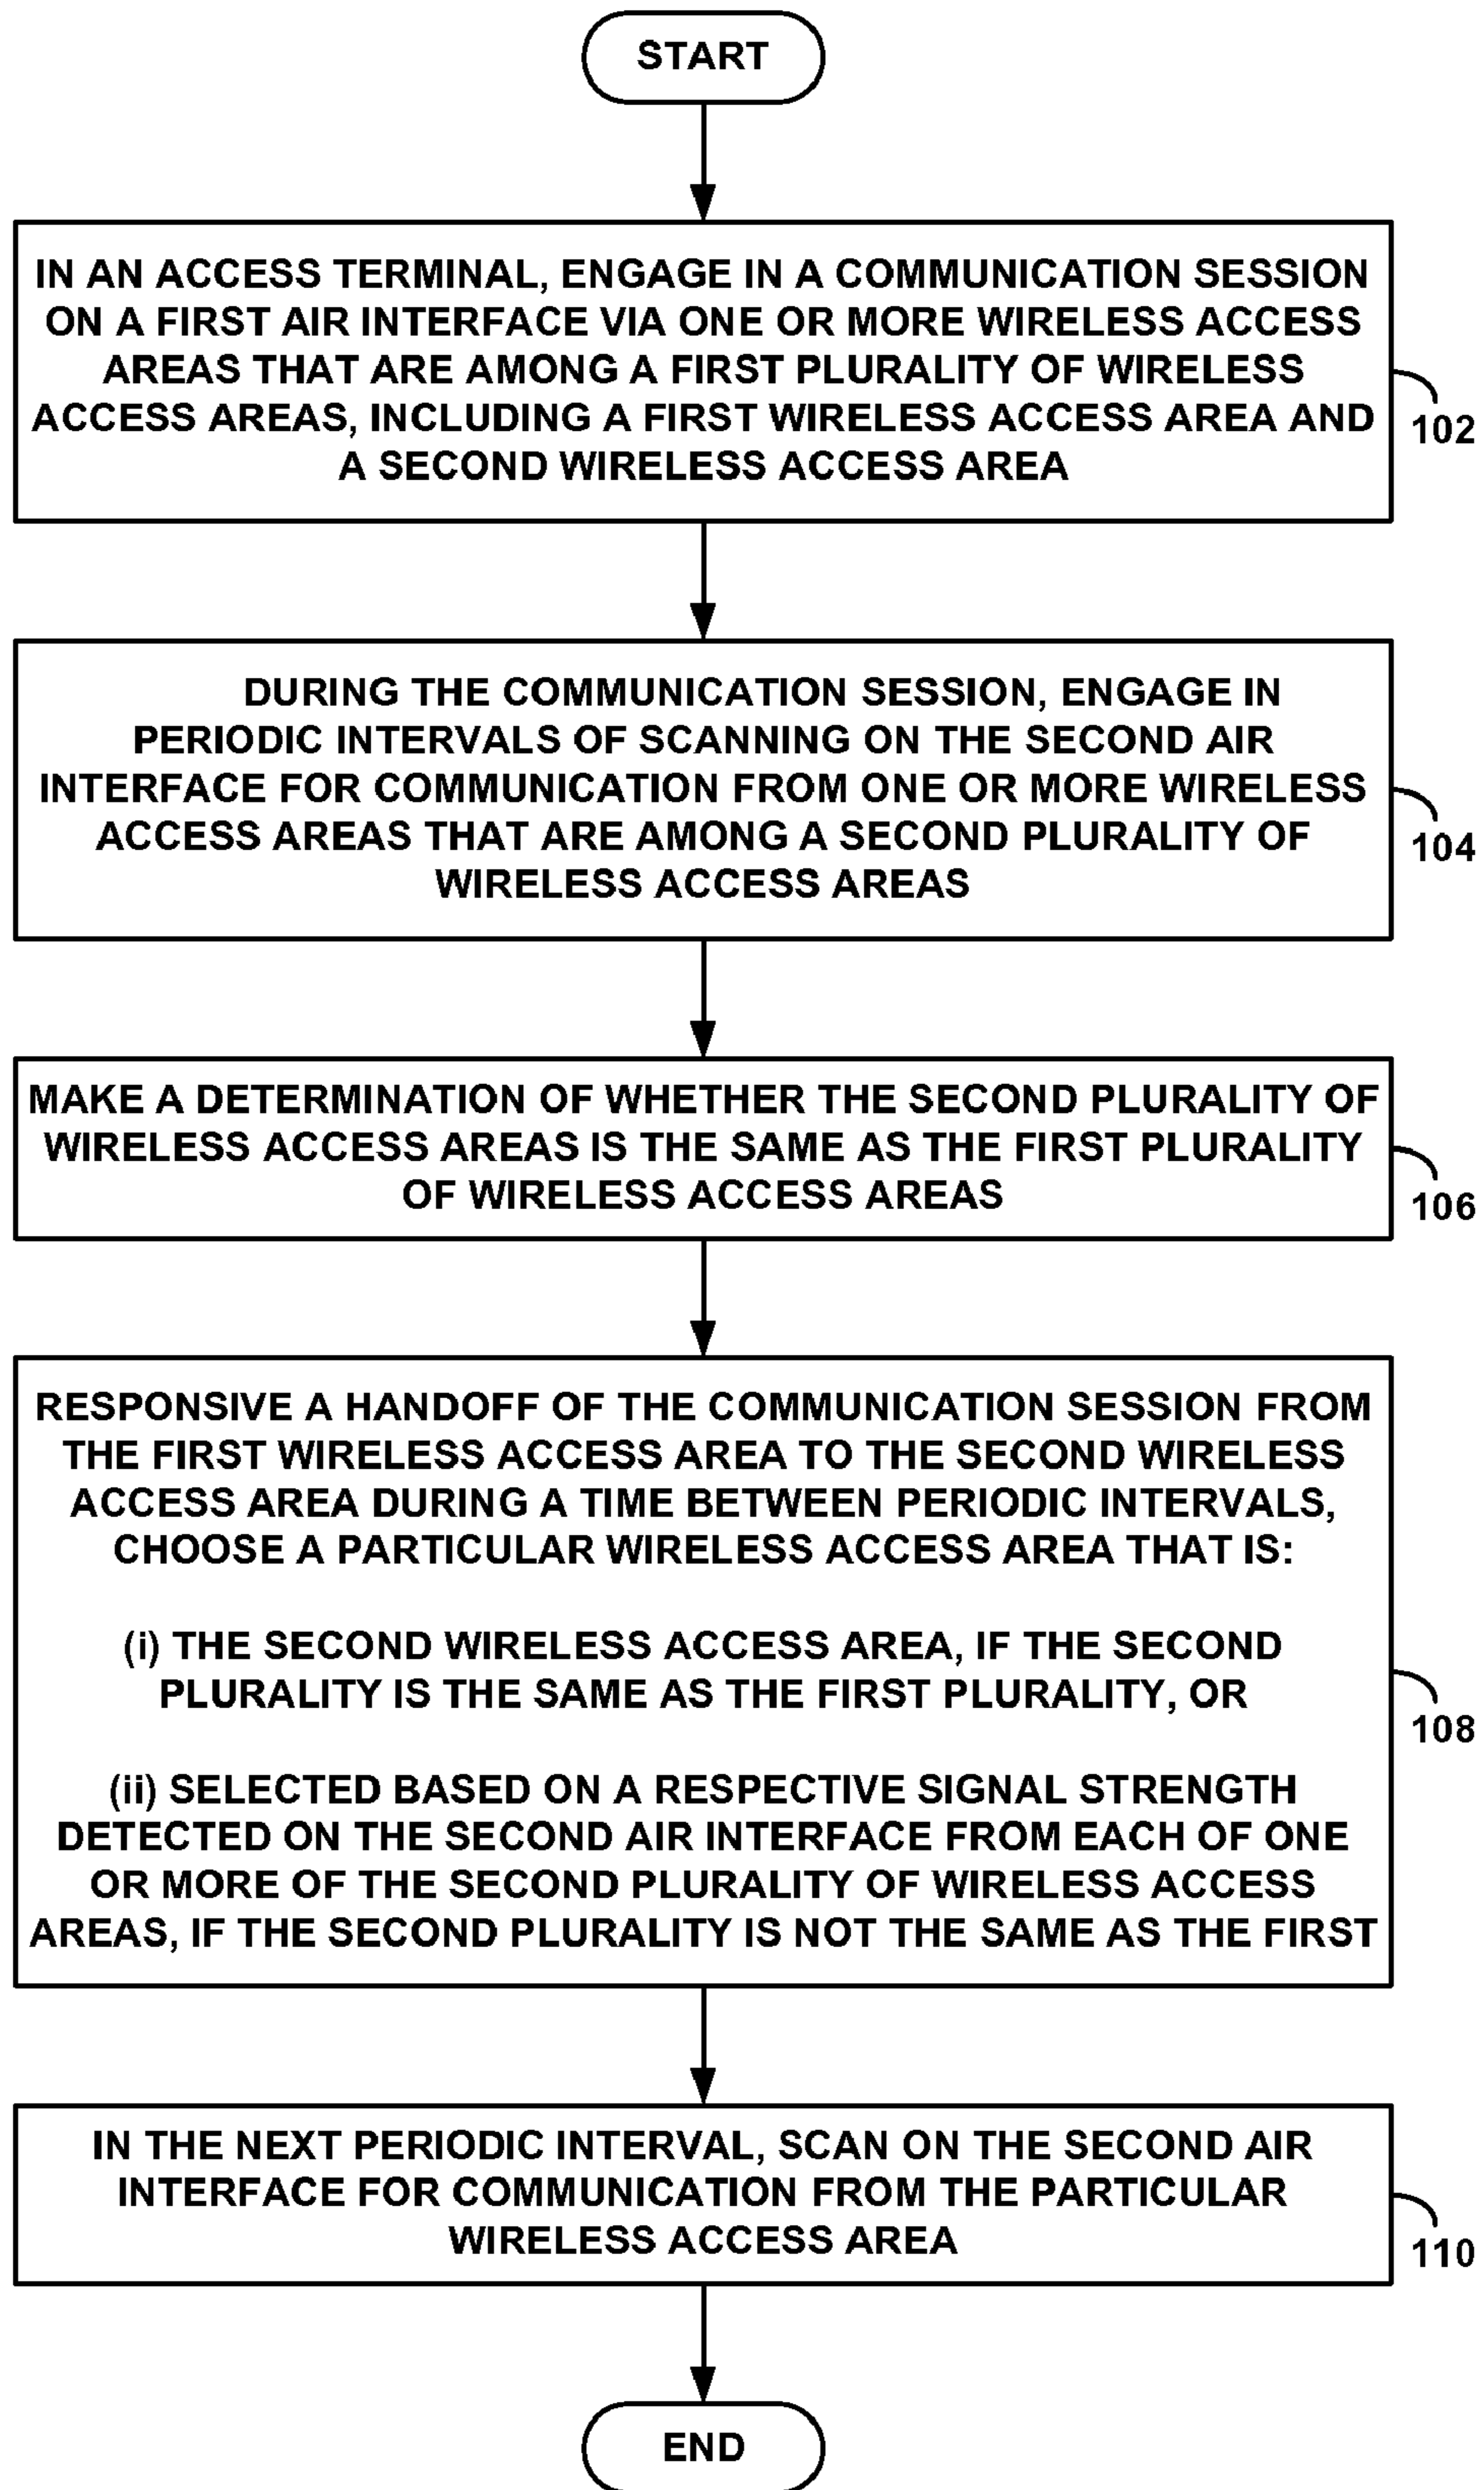 START
IN AN ACCESS TERMINAL, ENGAGE IN A COMMUNICATION SESSION
ON A FIRST AIR INTERFACE VIA ONE OR MORE WIRELESS ACCESS
AREAS THAT ARE AMONG A FIRST PLURALITY OF WIRELESS
ACCESS AREAS, INCLUDING A FIRST WIRELESS ACCESS AREA AND
A SECOND WIRELESS ACCESS AREA
102
DURING THE COMMUNICATION SESSION, ENGAGE IN
PERIODIC INTERVALS OF SCANNING ON THE SECOND AIR
INTERFACE FOR COMMUNICATION FROM ONE OR MORE WIRELESS
ACCESS AREAS THAT ARE AMONG A SECOND PLURALITY OF
WIRELESS ACCESS AREAS
104
MAKE A DETERMINATION OF WHETHER THE SECOND PLURALITY OF
WIRELESS ACCESS AREAS IS THE SAME AS THE FIRST PLURALITY
OF WIRELESS ACCESS AREAS
106
RESPONSIVE A HANDOFF OF THE COMMUNICATION SESSION FROM
THE FIRST WIRELESS ACCESS AREA TO THE SECOND WIRELESS
ACCESS AREA DURING A TIME BETWEEN PERIODIC INTERVALS,
CHOOSE A PARTICULAR WIRELESS ACCESS AREA THAT IS:
(i) THE SECOND WIRELESS ACCESS AREA, IF THE SECOND
PLURALITY IS THE SAME AS THE FIRST PLURALITY, OR
(ii) SELECTED BASED ON A RESPECTIVE SIGNAL STRENGTH
DETECTED ON THE SECOND AIR INTERFACE FROM EACH OF ONE
OR MORE OF THE SECOND PLURALITY OF WIRELESS ACCESS
AREAS, IF THE SECOND PLURALITY IS NOT THE SAME AS THE FIRST
108
IN THE NEXT PERIODIC INTERVAL, SCAN ON THE SECOND AIR
INTERFACE FOR COMMUNICATION FROM THE PARTICULAR
WIRELESS ACCESS AREA
110
END